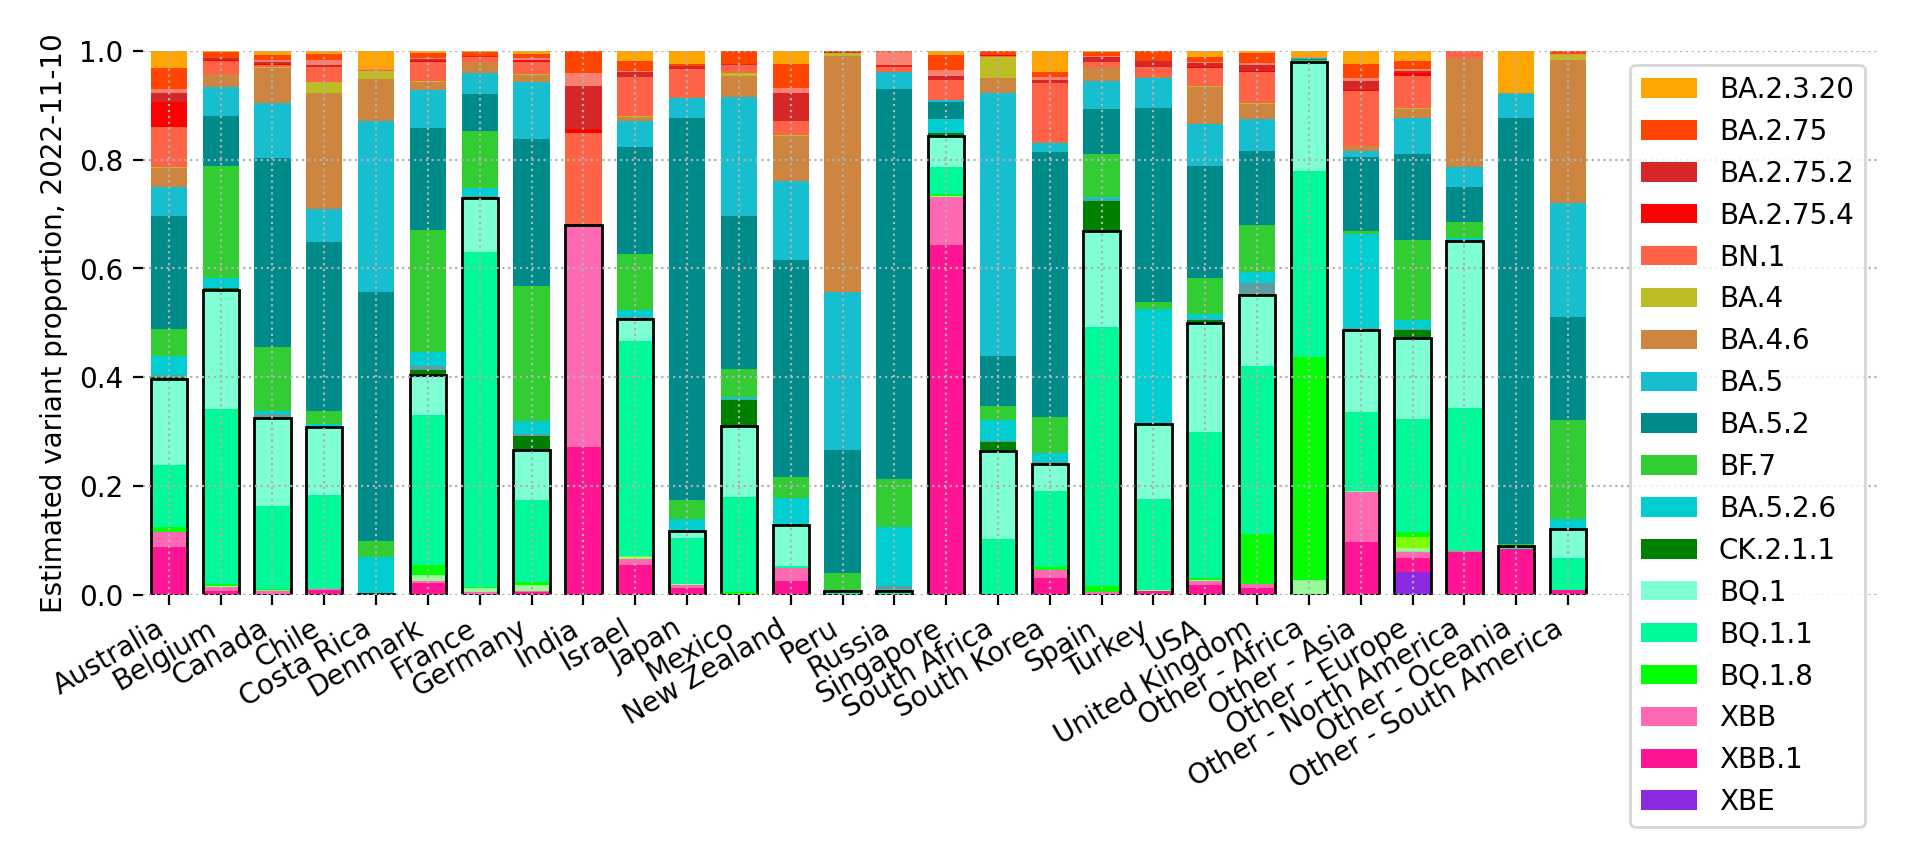 Estimated variant proportion, 2022-11-10
1.0
0.8
0.6
0.4
0.2
0.0
Australia
Belgium
Canada
Chile
Costa Rica
Denmark
France
Germany
India
Israel
Japan
Mexico
New Zealand
Peru
Russia
Singapore
South Africa
South Korea
Spain
Turkey
USA
United Kingdom
Other - Africa
Other - Asia
Other - Europe
Other - North America
Other - Oceania
Other - South America
BA.2.3.20
BA.2.75
BA.2.75.2
BA.2.75.4
BN.1
BA.4
BA.4.6
BA.5
BA.5.2
BF.7
BA.5.2.6
CK.2.1.1
BQ.1
BQ.1.1
BQ.1.8
XBB
XBB.1
XBE